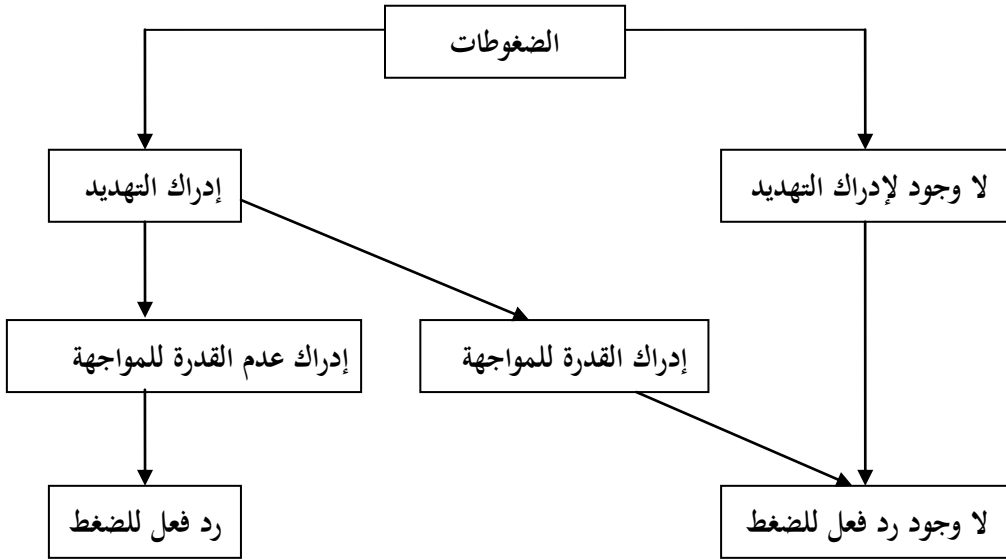 الضغوطات
لا وجود لإدراك التهديد
إدراك التهديد
إدراك القدرة للمواجهة
إدراك عدم القدرة للمواجهة
لا وجود رد فعل للضغط
رد فعل للضغط